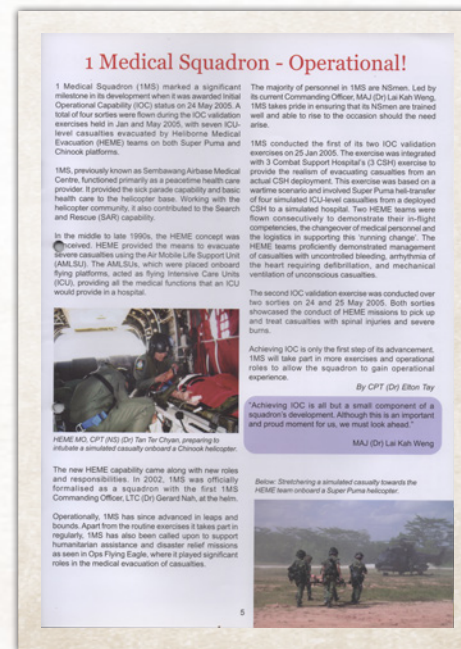 1 Medical Squadron - Operational!
1 Medical Squadron (1MS) marked a significant
milestone in its development when it was awarded Initial
Operational Capability (IOC) status on 24 May 2005. A
total of four sorties were flown during the IOC validation
exercises held in Jan and May 2005, with seven ICU-
level casualties evacuated by Heliborne Medical
Evacuation (HEME) teams on both Super Puma and
Chinook platforms.
1MS, previously known as Sembawang Airbase Medical
Centre, functioned primarily as a peacetime health care
provider. It provided the sick parade capability and basic
health care to the helicopter base. Working with the
helicopter community, it also contributed to the Search
and Rescue (SAR) capability.
In the middle to late 1990s, the HEME concept was
conceived. HEME provided the means to evacuate
severe casualties using the Air Mobile Life Support Unit
(AMLSU). The AMLSUs, which were placed onboard
flying platforms, acted as flying Intensive Care Units
(ICU), providing all the medical functions that an ICU
would provide in a hospital.
HEME MO, CPT (NS) (Dr) Tan Ter Chyan, preparing to
intubate a simulated casualty onboard a Chinook helicopter.
The new HEME capability came along with new roles
and responsibilities. In 2002, 1MS was officially
formalised as a squadron with the first 1MS
Commanding Officer, LTC (Dr) Gerard Nah, at the helm.
Operationally, 1MS has since advanced in leaps and
bounds. Apart from the routine exercises it takes part in
regularly, 1MS has also been called upon to support
humanitarian assistance and disaster relief missions
as seen in Ops Flying Eagle, where it played significant
roles in the medical evacuation of casualties.
The majority of personnel in 1MS are NSmen. Led by
its current Commanding Officer, MAJ (Dr) Lai Kah Weng,
1MS takes pride in ensuring that its NSmen are trained
well and able to rise to the occasion should the need
arise.
1MS conducted the first of its two IOC validation
exercises on 25 Jan 2005. The exercise was integrated
with 3 Combat Support Hospital's (3 CSH) exercise to
provide the realism of evacuating casualties from an
actual CSH deployment. This exercise was based on a
wartime scenario and involved Super Puma heli-transfer
of four simulated ICU-level casualties from a deployed
CSH to a simulated hospital. Two HEME teams were
flown consecutively to demonstrate their in-flight
competencies, the changeover of medical personnel and
the logistics in supporting this 'running change'. The
HEME teams proficiently demonstrated management
of casualties with uncontrolled bleeding, arrhythmia of
the heart requiring defibrillation, and mechanical
ventilation of unconscious casualties.
The second IOC validation exercise was conducted over
two sorties on 24 and 25 May 2005. Both sorties
showcased the conduct of HEME missions to pick up
and treat casualties with spinal injuries and severe
burns.
Achieving IOC is only the first step of its advancement.
1MS will take part in more exercises and operational
roles to allow the squadron to gain operational
experience.
By CPT (Dr) Elton Tay
"Achieving IOC is all but a small component of a
squadron's development. Although this is an important
and proud moment for us, we must look ahead."
MAJ (Dr) Lai Kah Weng
Below: Stretchering a simulated casualty towards the
HEME team onboard a Super Puma helicopter.
5